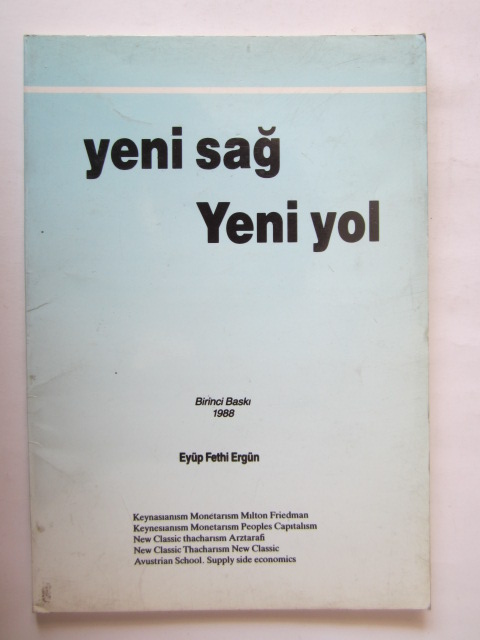 yeni sağ
Yeni yol
Birinci Baskı
1988
Eyüp Fethi Ergün
Keynasıanısm Monetarısm Mılton Friedman
Keynesıanısm Monetarısm Peoples Capıtalısm
New Classic thacharısm Arztarafi
New Classic Thacharısm New Classic
Avustrian School. Supply side economics